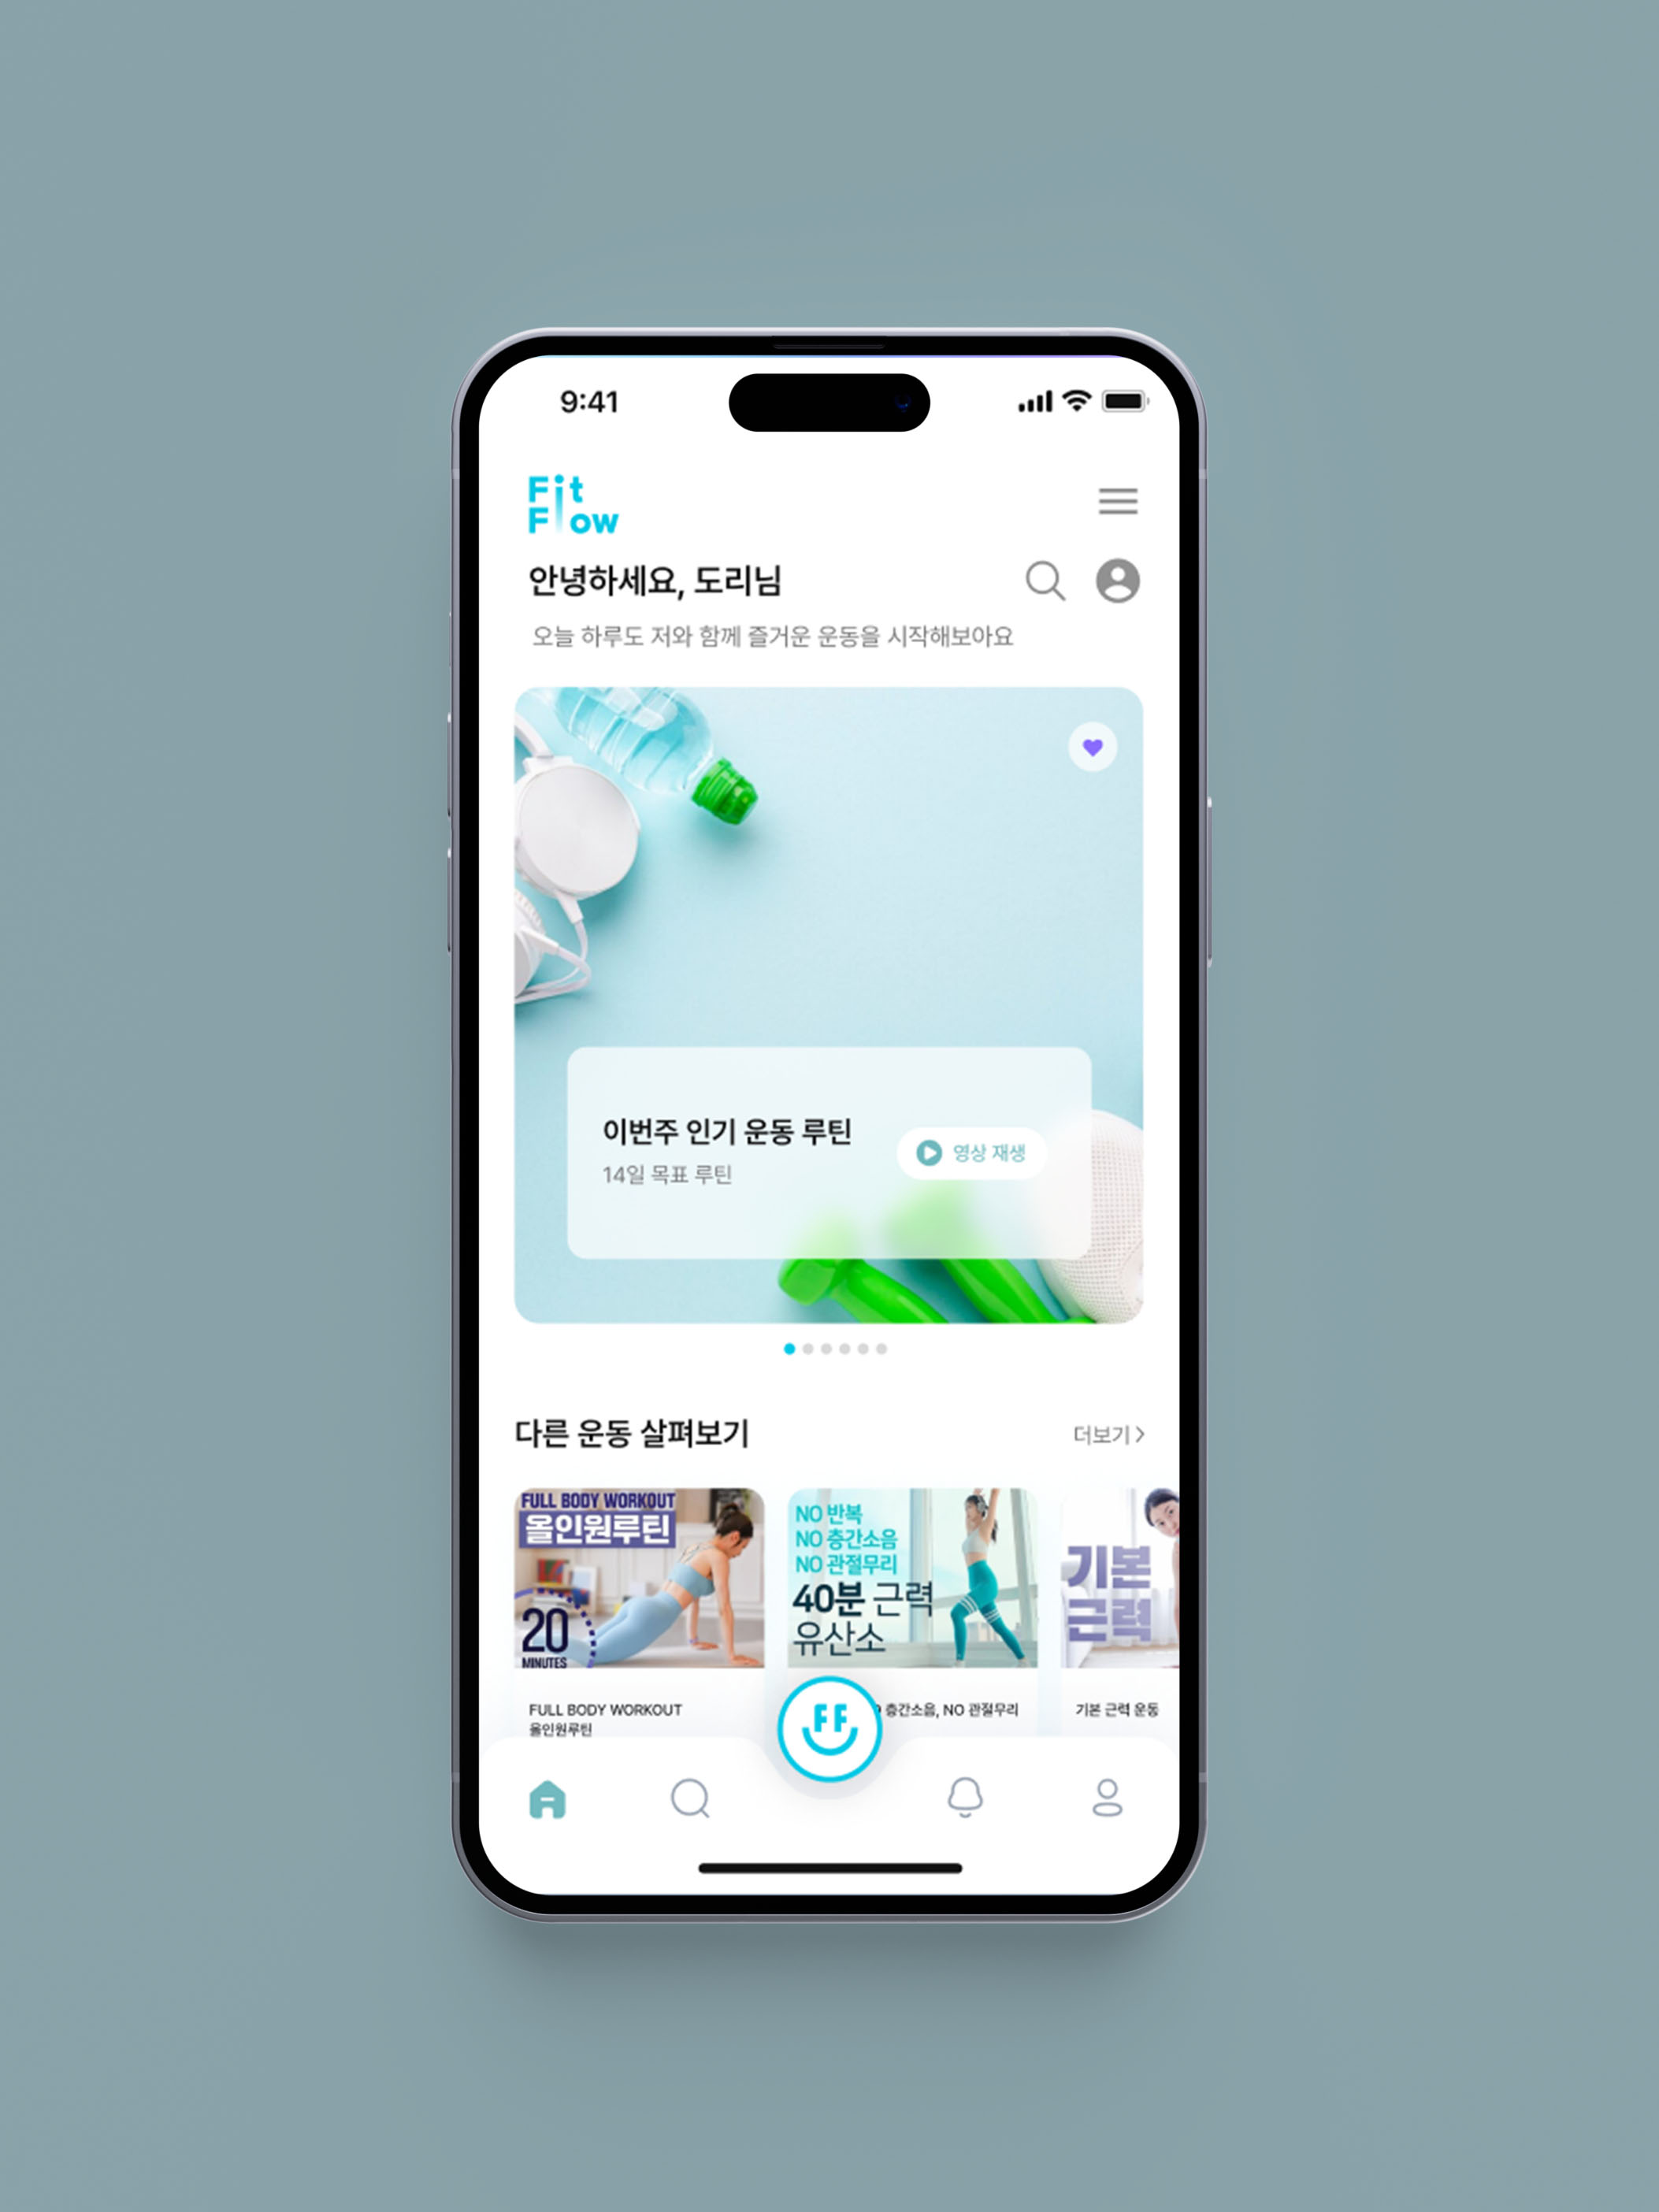 9:41
Fit
Flow
안녕하세요, 도리님
오늘 하루도 저와 함께 즐거운 운동을 시작해보아요
이번주 인기 운동 루틴
14일 목표 루틴
영상 재생
다른 운동 살펴보기
더보기
FULL BODY WORKOUT
올인원루틴
20
MINUTES
NO 반복
NO 층간소음
NO 관절무리
40분 근력
유산소
기본
근력
FULL BODY WORKOUT
올인원루틴
층간소음, NO 관절무리
기본 근력 운동
FF